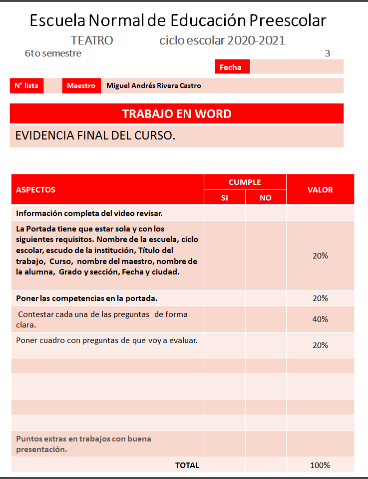 Escuela Normal de Educación Preescolar
TEATRO ciclo escolar 2020-2021
6to semestre 3
Fecha
N° lista Maestro Miguel Andrés Rivera Castro
TRABAJO EN WORD
EVIDENCIA FINAL DEL CURSO.
ASPECTOS CUMPLE VALOR
SI NO
Información completa del video revisar.
La Portada tiene que estar sola y con los
siguientes requisitos. Nombre de la escuela, ciclo
escolar, escudo de la institución, Título del
trabajo, Curso, nombre del maestro, nombre de
la alumna, Grado y sección, Fecha y ciudad.
20%
Poner las competencias en la portada. 20%
Contestar cada una de las preguntas de forma
clara.
40%
Poner cuadro con preguntas de que voy a evaluar. 20%
Puntos extras en trabajos con buena
presentación.
TOTAL 100%